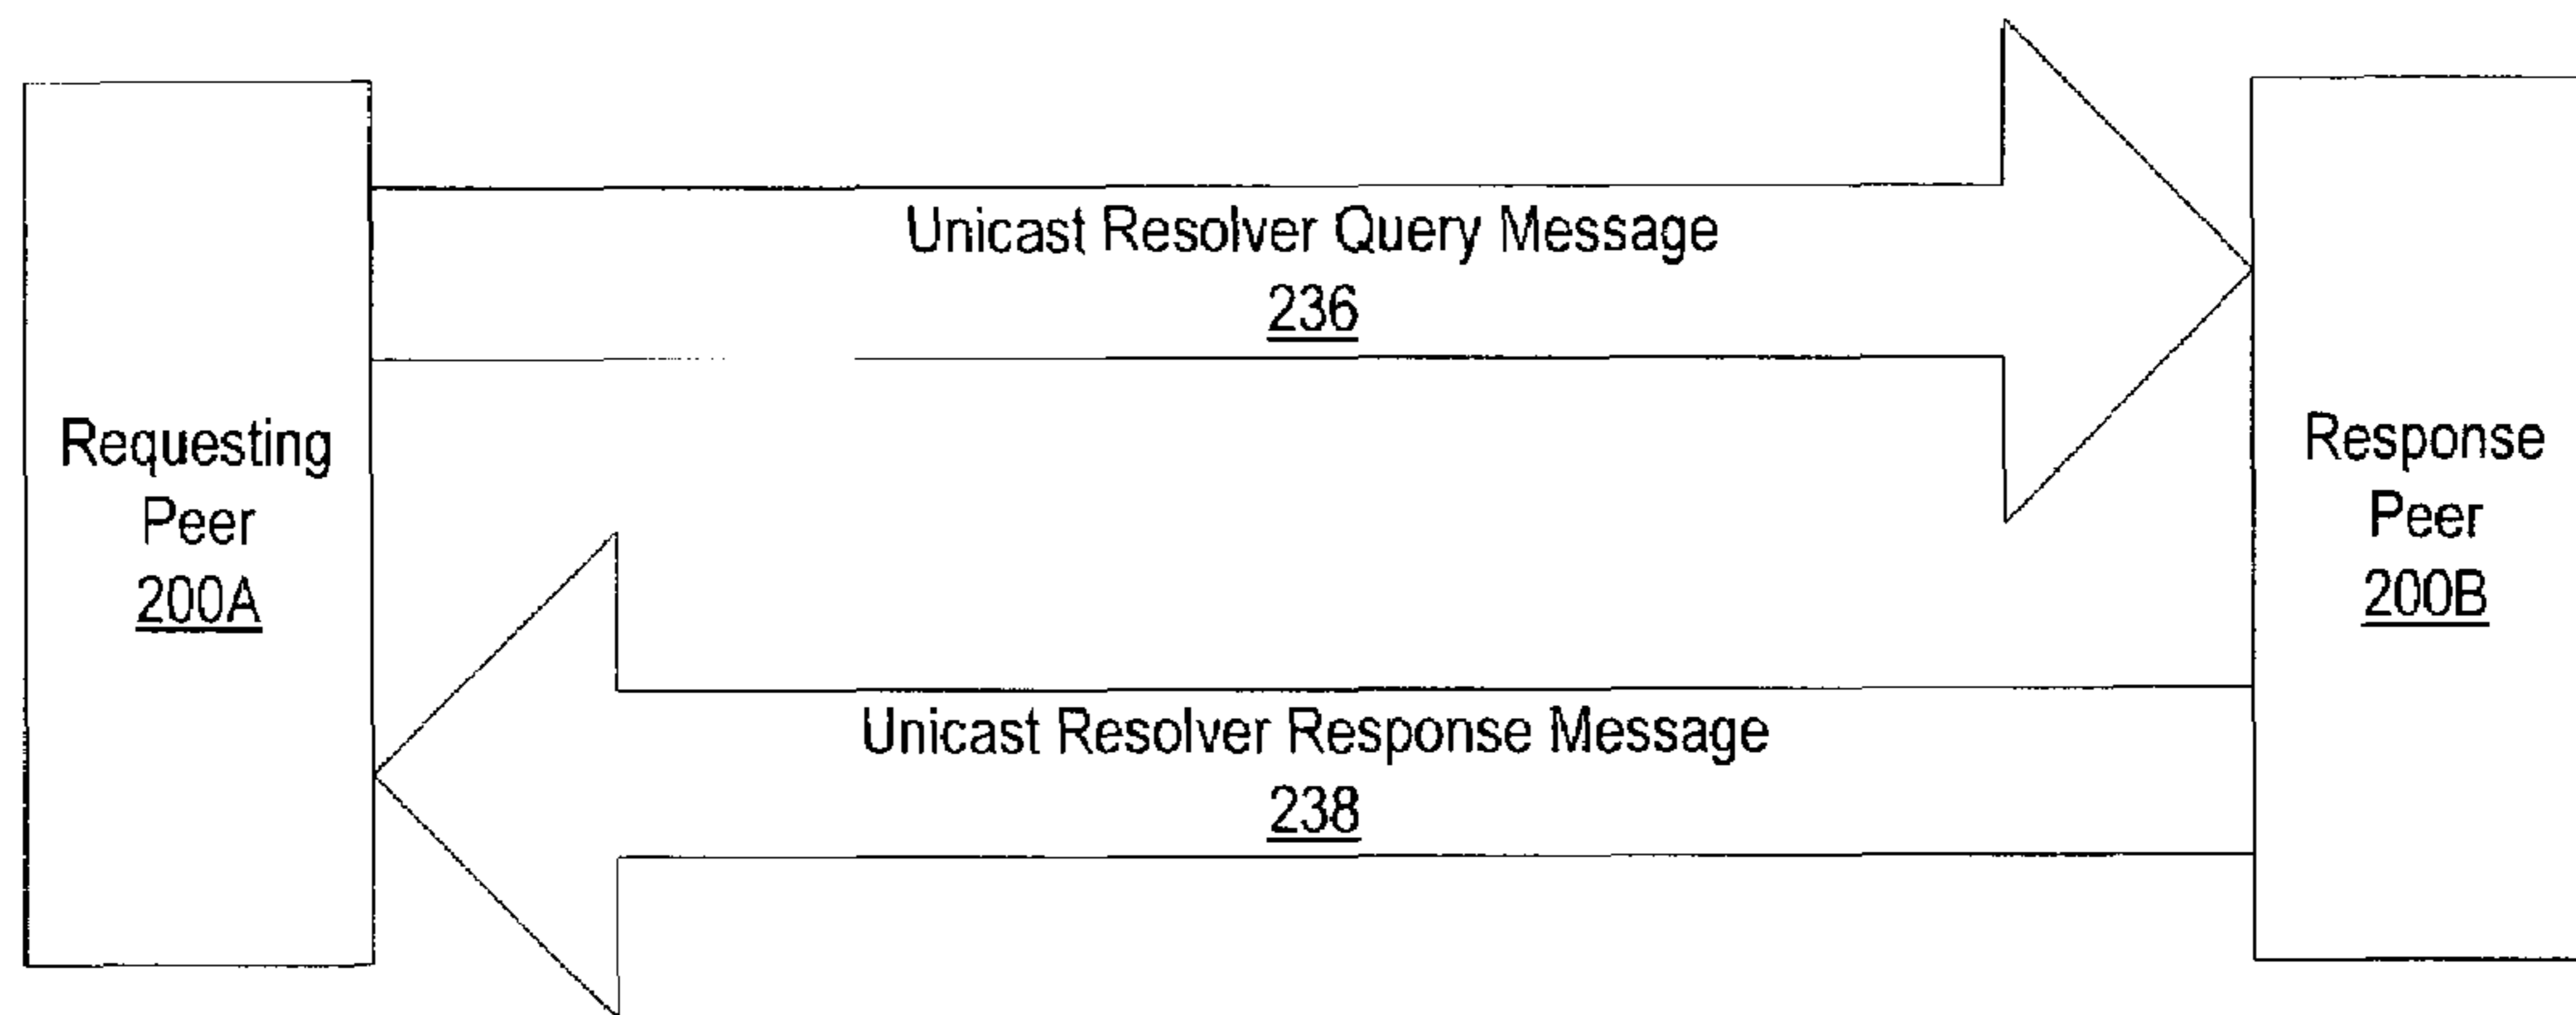 Unicast Resolver Query Message
236
Requesting
Peer
200A
Response
Peer
200B
Unicast Resolver Response Message
238